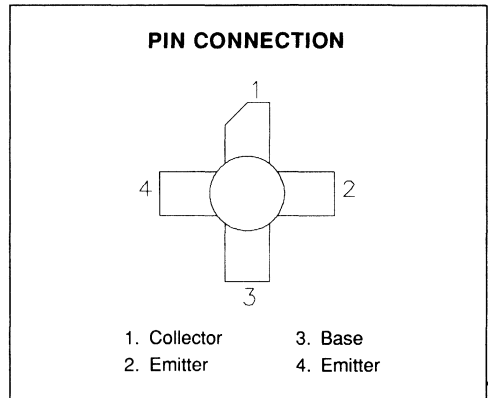 PIN CONNECTION
1
4
2
3
1. Collector
3. Base
2. Emitter
4. Emitter